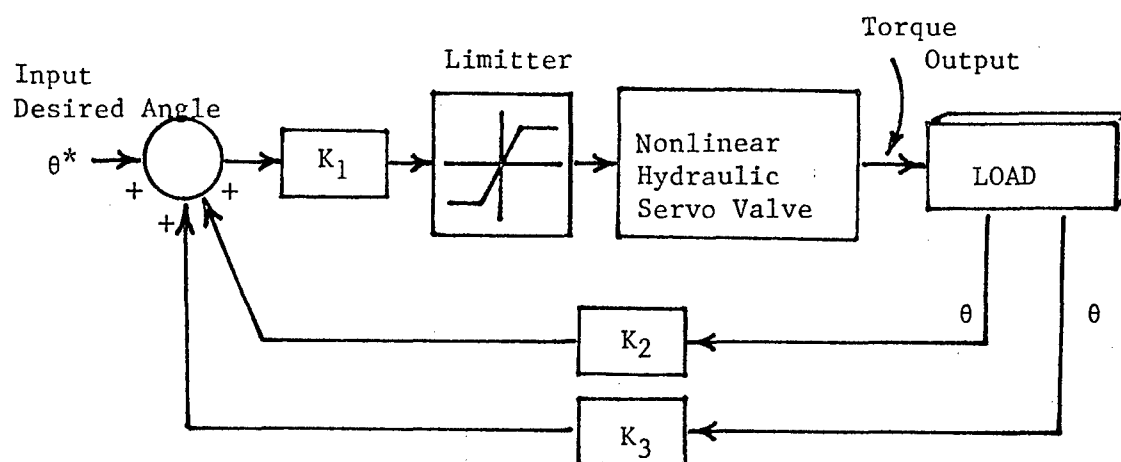 Torque
Output
Limitter
Input
Desired Angle
θ*
+
+
+
K1
Nonlinear
Hydraulic
Servo Valve
LOAD
θ
θ
K2
K3